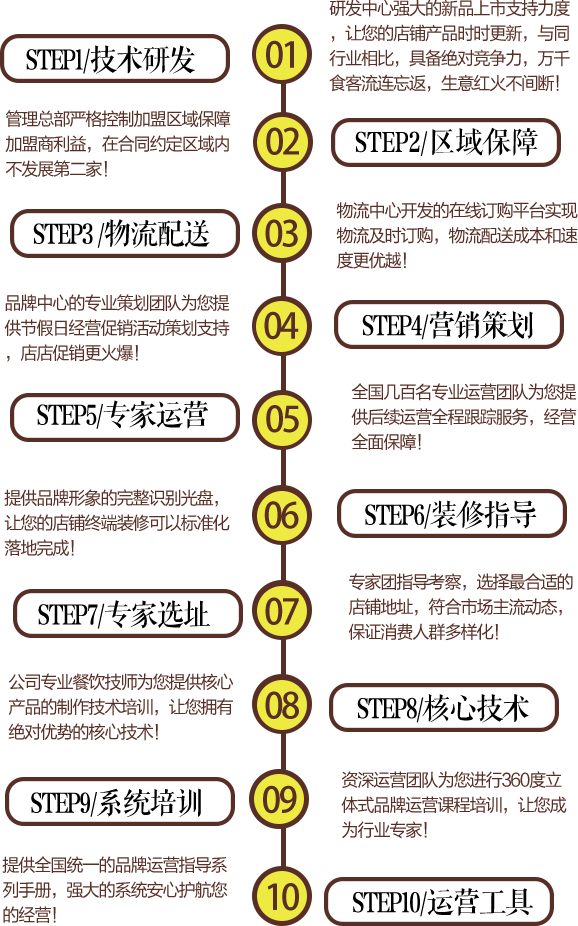 STEP1/技术研发
01
研发中心强大的新品上市支持力度
，让您的店铺产品时时更新，与同
行业相比，具备绝对竞争力，万千
食客流连忘返，生意红火不间断！
管理总部严格控制加盟区域保障
加盟商利益，在合同约定区域内
不发展第二家！
02
STEP2/区域保障
STEP3 /物流配送
03
物流中心开发的在线订购平台实现
物流及时订购，物流配送成本和速
度更优越！
品牌中心的专业策划团队为您提
供节假日经营促销活动策划支持
，店店促销更火爆！
04
STEP4/营销策划
STEP5/专家运营
05
全国几百名专业运营团队为您提
供后续运营全程跟踪服务，经营
全面保障！
提供品牌形象的完整识别光盘，
让您的店铺终端装修可以标准化
落地完成！
06
STEP6/装修指导
STEP7/专家选址
07
专家团指导考察，选择最合适的
店铺地址，符合市场主流动态，
保证消费人群多样化！
公司专业餐饮技师为您提供核心
产品的制作技术培训，让您拥有
绝对优势的核心技术！
08
STEP8/核心技术
STEP9/系统培训
09
资深运营团队为您进行360度立
体式品牌运营课程培训，让您成
为行业专家！
提供全国统一的品牌运营指导系
列手册，强大的系统安心护航您
的经营！
10
STEP10/运营工具